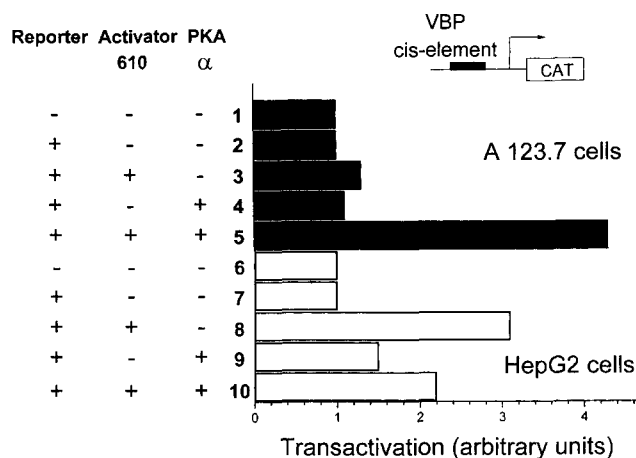 Reporter Activator PKA
610 α
VBP
cis-element
CAT
- - - 1
+ - - 2
+ + - 3
+ - + 4
+ + + 5
- - - 6
+ - - 7
+ + - 8
+ - + 9
+ + + 10
A 123.7 cells
HepG2 cells
0 1 2 3 4
Transactivation (arbitrary units)